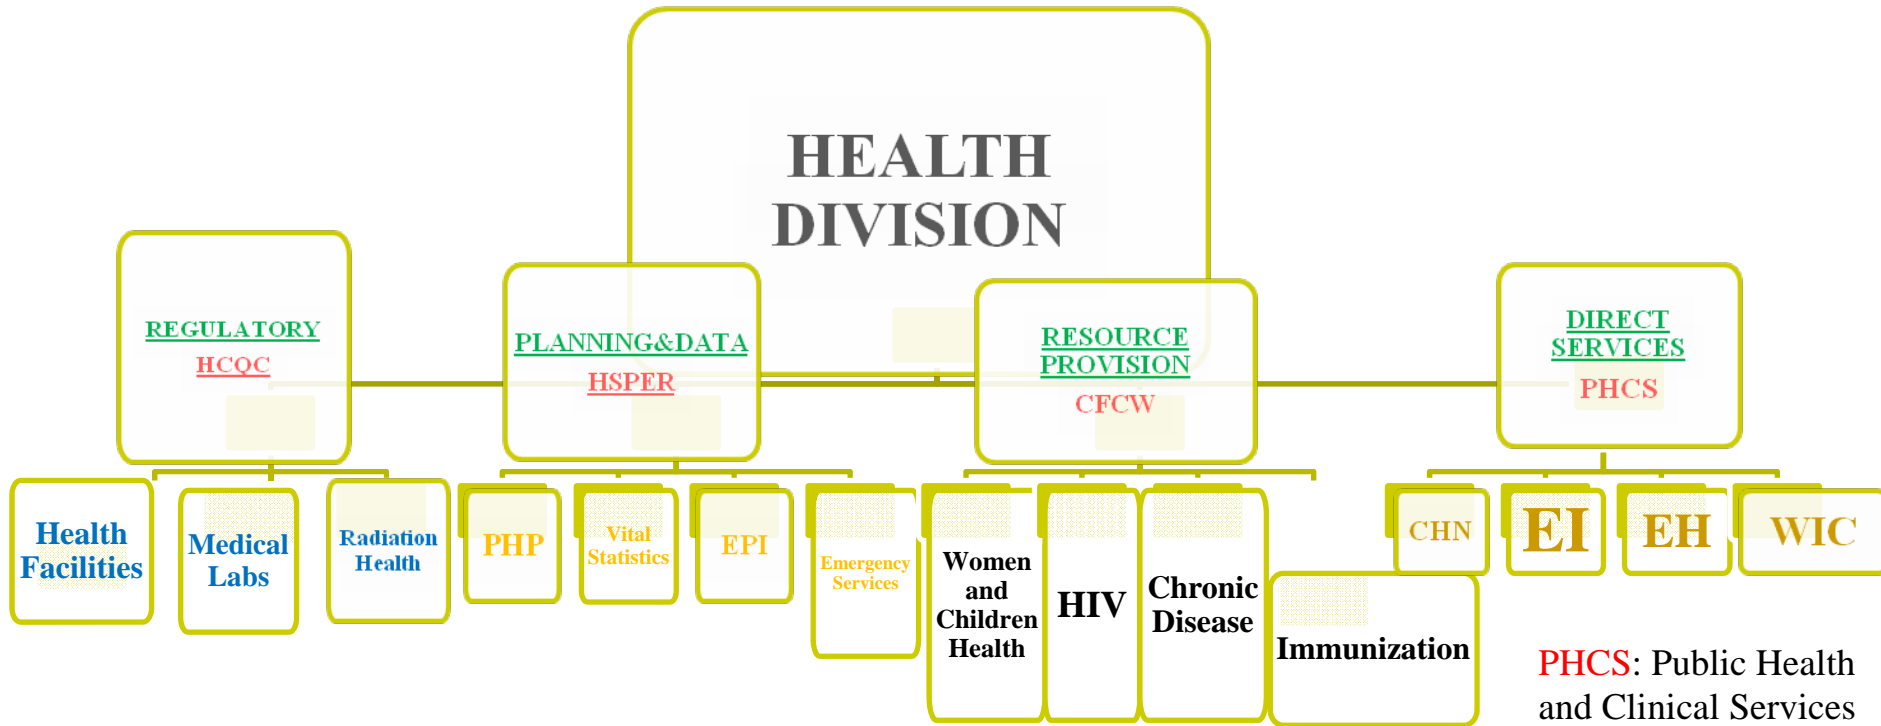 HEALTH
DIVISION
REGULATORY
HCQC
PLANNING&DATA
HSPER
RESOURCE
PROVISION
CFCW
DIRECT
SERVICES
PHCS
Health
Facilities
Medical
Labs
Radiation
Health
PHP
Vital
Statistics
EPI
Emergency
Services
Women
and
Children
Health
HIV
Chronic
Disease
Immunization
CHN
EI
EH
WIC
PHCS: Public Health
and Clinical Services